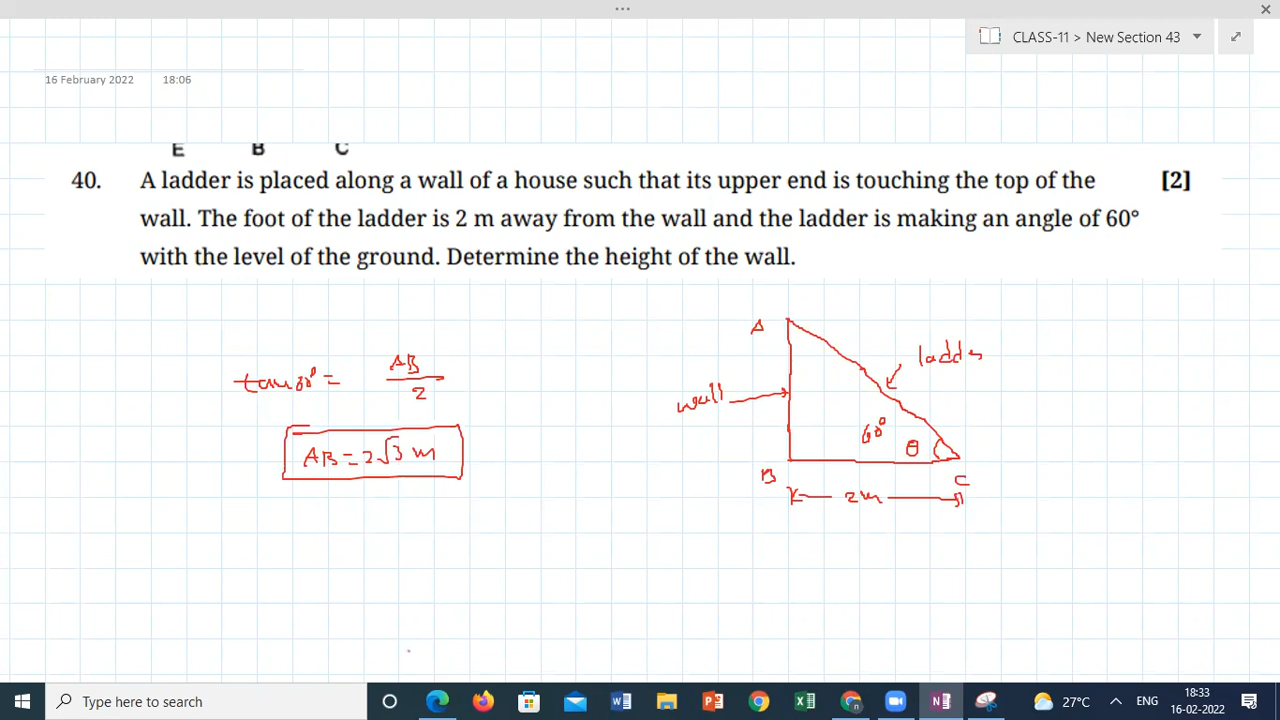 CLASS-11 > New Section 43
16 February 2022 18:06
E B C
40. A ladder is placed along a wall of a house such that its upper end is touching the top of the [2]
wall. The foot of the ladder is 2 m away from the wall and the ladder is making an angle of 60°
with the level of the ground. Determine the height of the wall.
tan 60° = AB/2
AB = 2√3 m
A
ladder
wall
60° θ
B C
2m
Type here to search
27°C ENG 18:33
16-02-2022